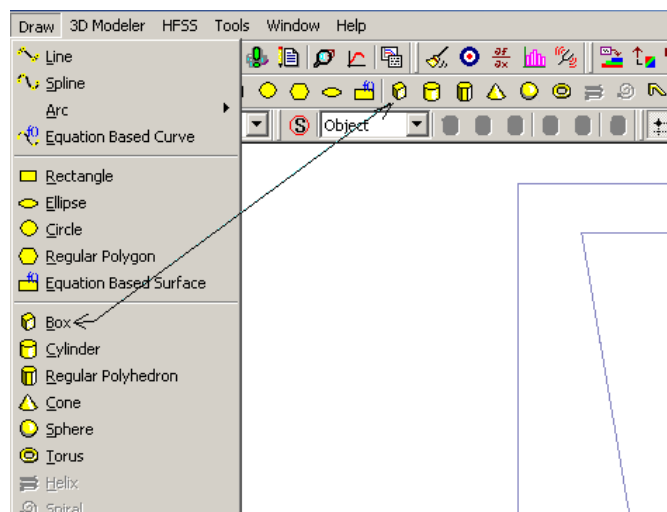 Draw 3D Modeler HFSS Tools Window Help
Line
Spline
Arc
Equation Based Curve
S Object
Rectangle
Ellipse
Circle
Regular Polygon
Equation Based Surface
Box
Cylinder
Regular Polyhedron
Cone
Sphere
Torus
Helix
Spiral